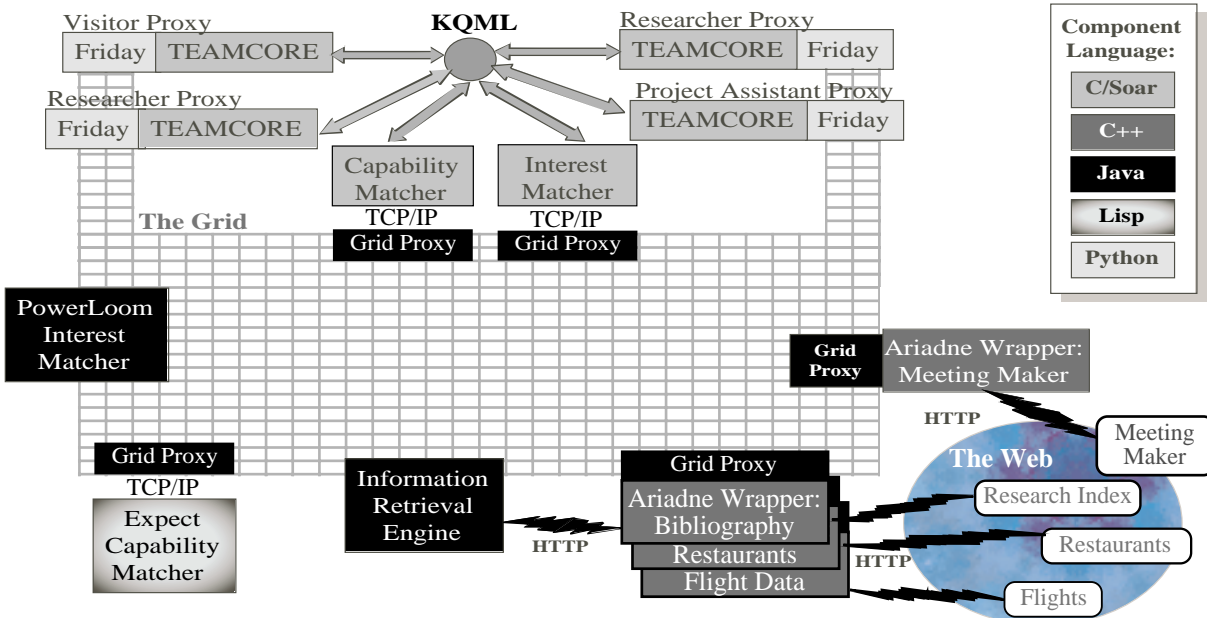 Visitor Proxy
Friday TEAMCORE
KQML
Researcher Proxy
TEAMCORE Friday
Researcher Proxy
Friday TEAMCORE
Project Assistant Proxy
TEAMCORE Friday
Capability
Matcher
TCP/IP
Grid Proxy
Interest
Matcher
TCP/IP
Grid Proxy
The Grid
Component
Language:
C/Soar
C++
Java
Lisp
Python
PowerLoom
Interest
Matcher
Grid
Proxy
Ariadne Wrapper:
Meeting Maker
HTTP
Meeting
Maker
The Web
Research Index
Restaurants
Flights
Grid Proxy
TCP/IP
Expect
Capability
Matcher
Information
Retrieval
Engine
HTTP
Grid Proxy
Ariadne Wrapper:
Bibliography
Restaurants
Flight Data
HTTP